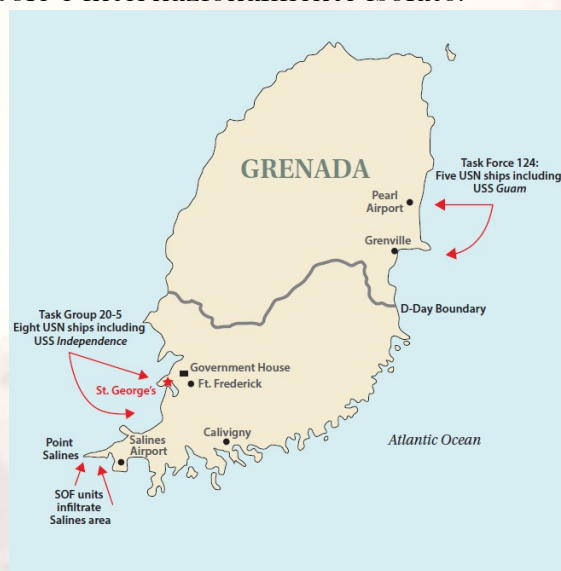 internazionalmente isolato.
GRENADA
Task Force 124:
Five USN ships including
USS Guam
Pearl
Airport
Grenville
D-Day Boundary
Task Group 20-5
Eight USN ships including
USS Independence
Government House
St. George's
Ft. Frederick
Point
Salines
Salines
Airport
Calivigny
Atlantic Ocean
SOF units
infiltrate
Salines area